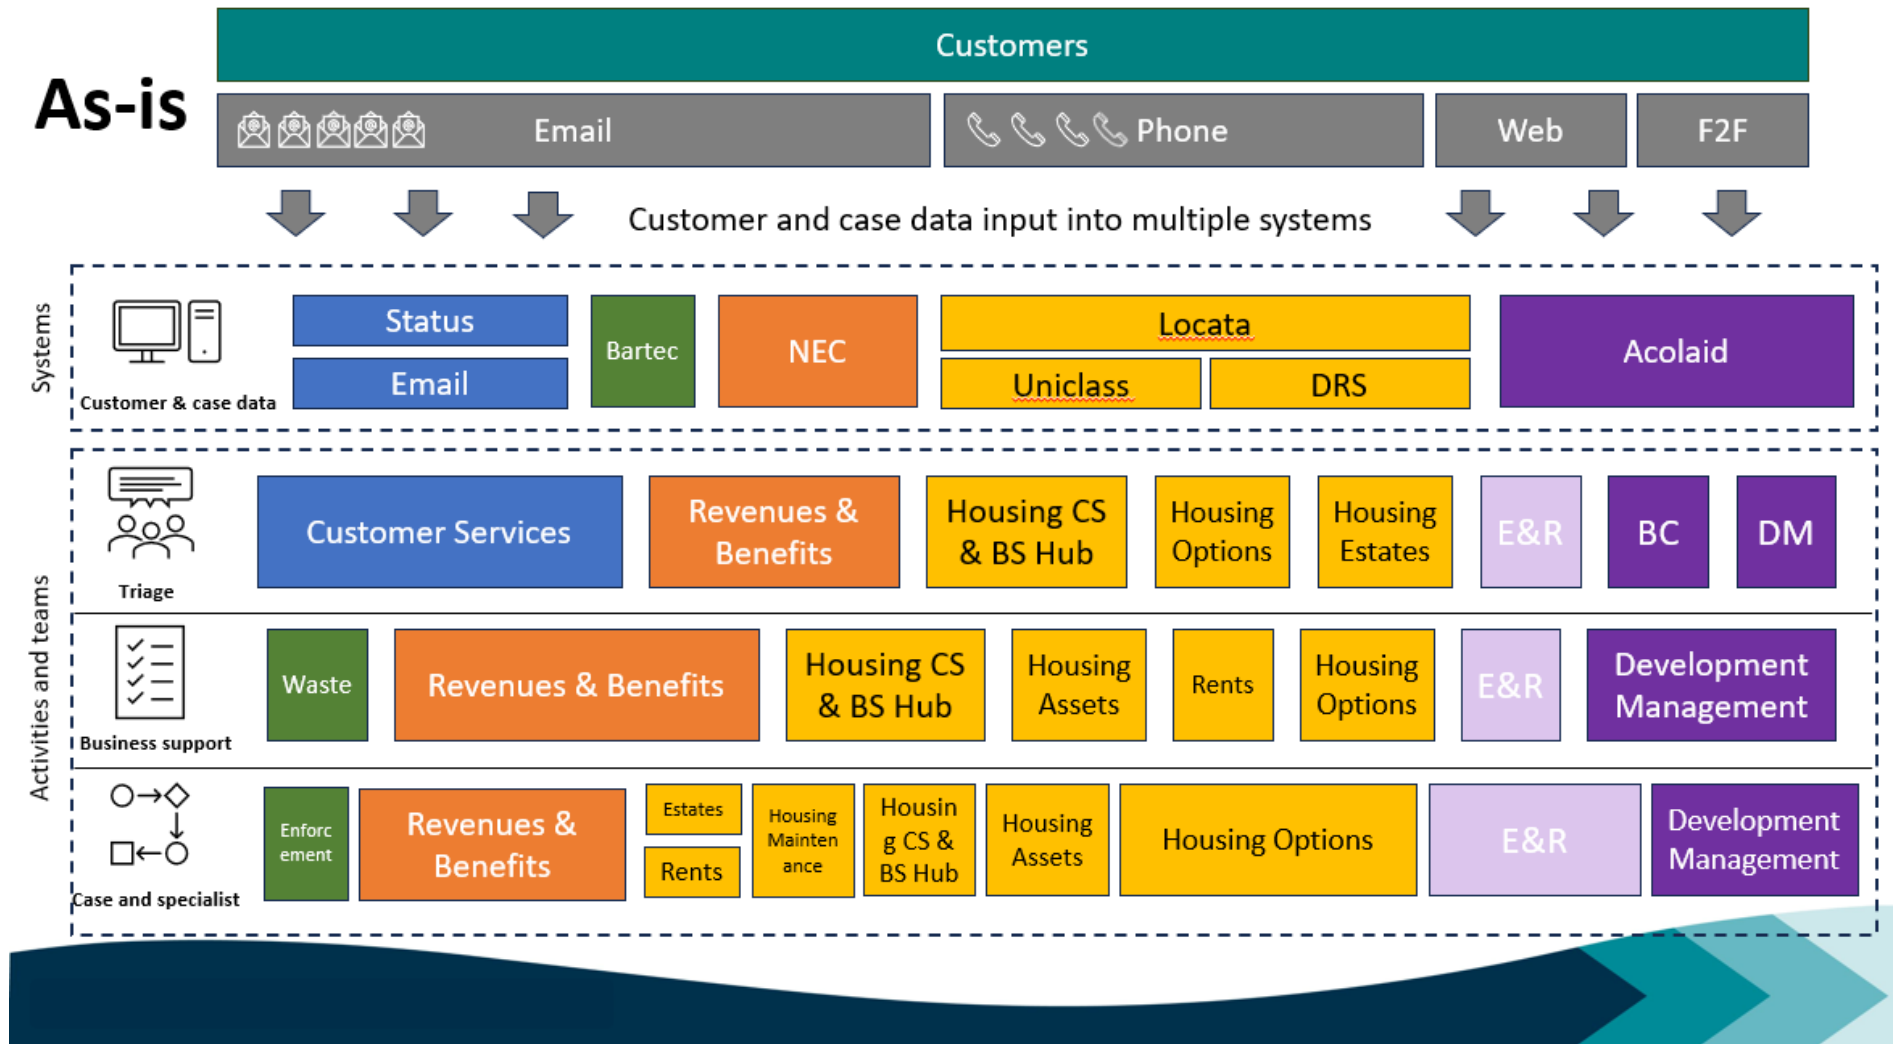 As-is
Customers
Email
Phone
Web
F2F
Customer and case data input into multiple systems
Systems
Customer & case data
Status
Email
Bartec
NEC
Locata
Uniclass
DRS
Acolaid
Activities and teams
Triage
Customer Services
Revenues &
Benefits
Housing CS
& BS Hub
Housing
Options
Housing
Estates
E&R
BC
DM
Business support
Waste
Revenues & Benefits
Housing CS
& BS Hub
Housing
Assets
Rents
Housing
Options
E&R
Development
Management
Case and specialist
Enforc
ement
Revenues &
Benefits
Estates
Rents
Housing
Mainten
ance
Housin
g CS &
BS Hub
Housing
Assets
Housing Options
E&R
Development
Management